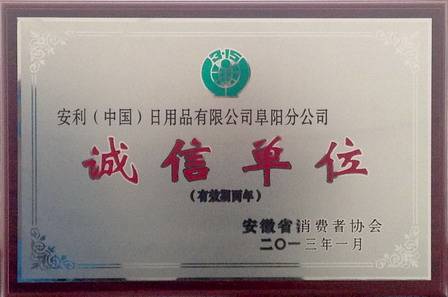 安利（中国）日用品有限公司阜阳分公司
诚信单位
（有效期两年）
安徽省消费者协会
二〇一三年一月